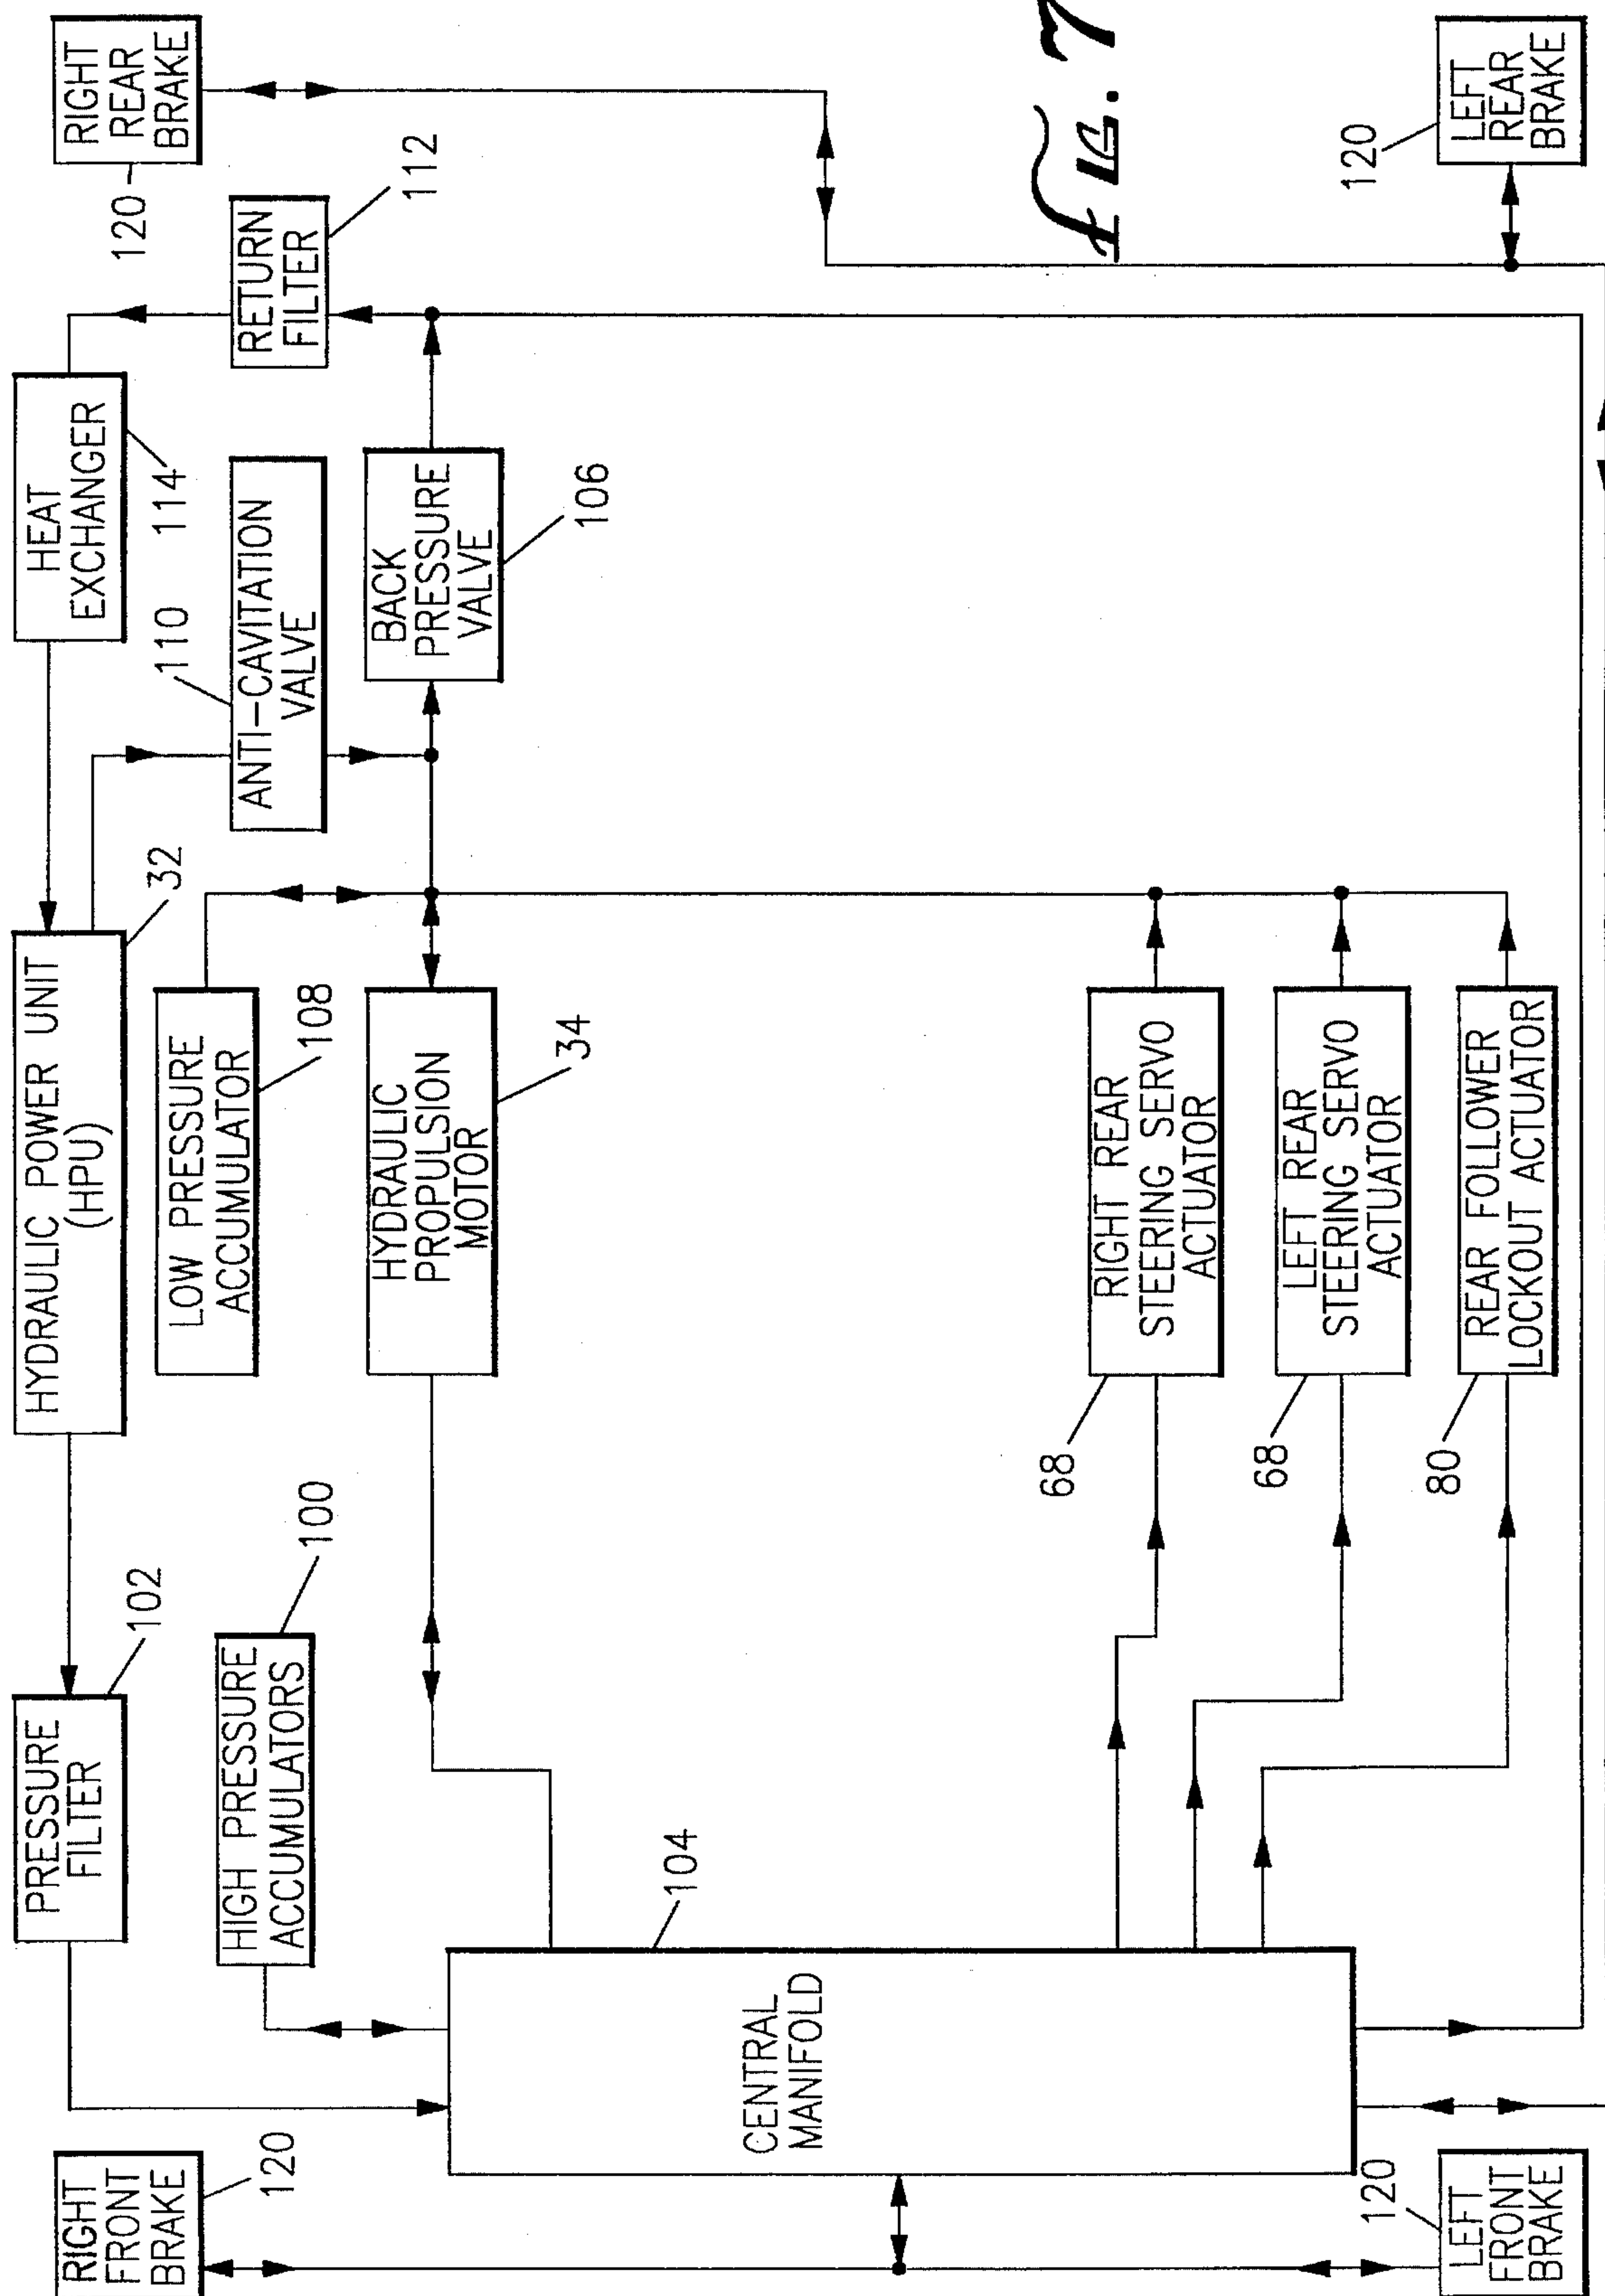 RIGHT
FRONT
BRAKE
120
PRESSURE
FILTER
102
HYDRAULIC POWER UNIT
(HPU)
32
HEAT
EXCHANGER
114
RIGHT
REAR
BRAKE
120
HIGH PRESSURE
ACCUMULATORS
100
LOW PRESSURE
ACCUMULATOR
108
110
ANTI-CAVITATION
VALVE
RETURN
FILTER
112
HYDRAULIC
PROPULSION
MOTOR
34
BACK
PRESSURE
VALVE
106
104
CENTRAL
MANIFOLD
68
RIGHT REAR
STEERING SERVO
ACTUATOR
FIG. 7
68
LEFT REAR
STEERING SERVO
ACTUATOR
120
LEFT
FRONT
BRAKE
80
REAR FOLLOWER
LOCKOUT ACTUATOR
120
LEFT
REAR
BRAKE